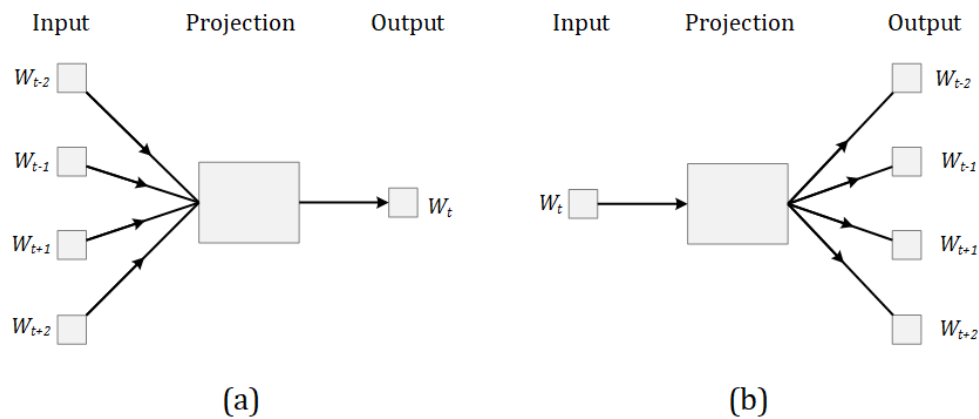 Input Projection Output Input Projection Output
W_{t-2} W_{t-2}
W_{t-1} W_{t-1}
W_t W_t
W_{t+1} W_{t+1}
W_{t+2} W_{t+2}
(a) (b)